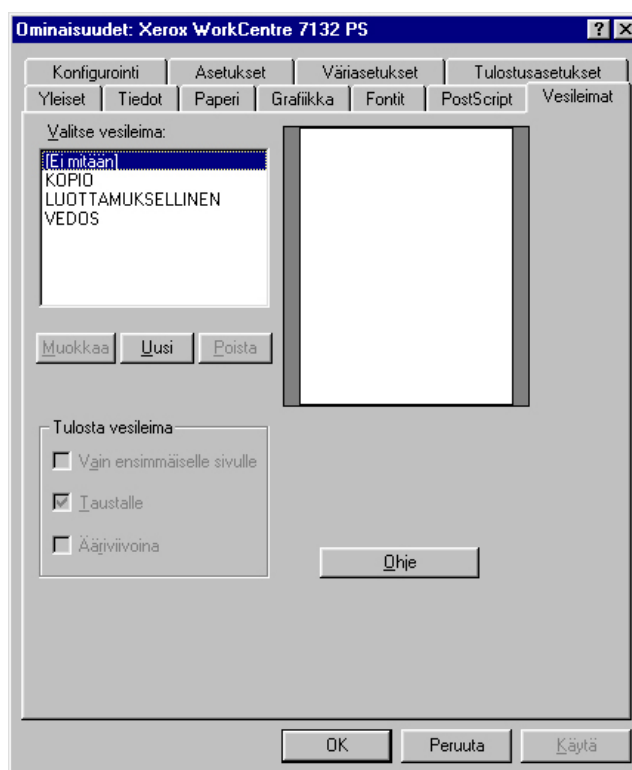 Ominaisuudet: Xerox WorkCentre 7132 PS
Konfigurointi Asetukset Väriasetukset Tulostusasetukset
Yleiset Tiedot Paperi Grafiikka Fontit PostScript Vesileimat
Valitse vesileima:
[Ei mitään]
KOPIO
LUOTTAMUKSELLINEN
VEDOS
Muokkaa Uusi Poista
Tulosta vesileima
Vain ensimmäiselle sivulle
Taustalle
Ääriviivoina
Ohje
OK Peruuta Käytä